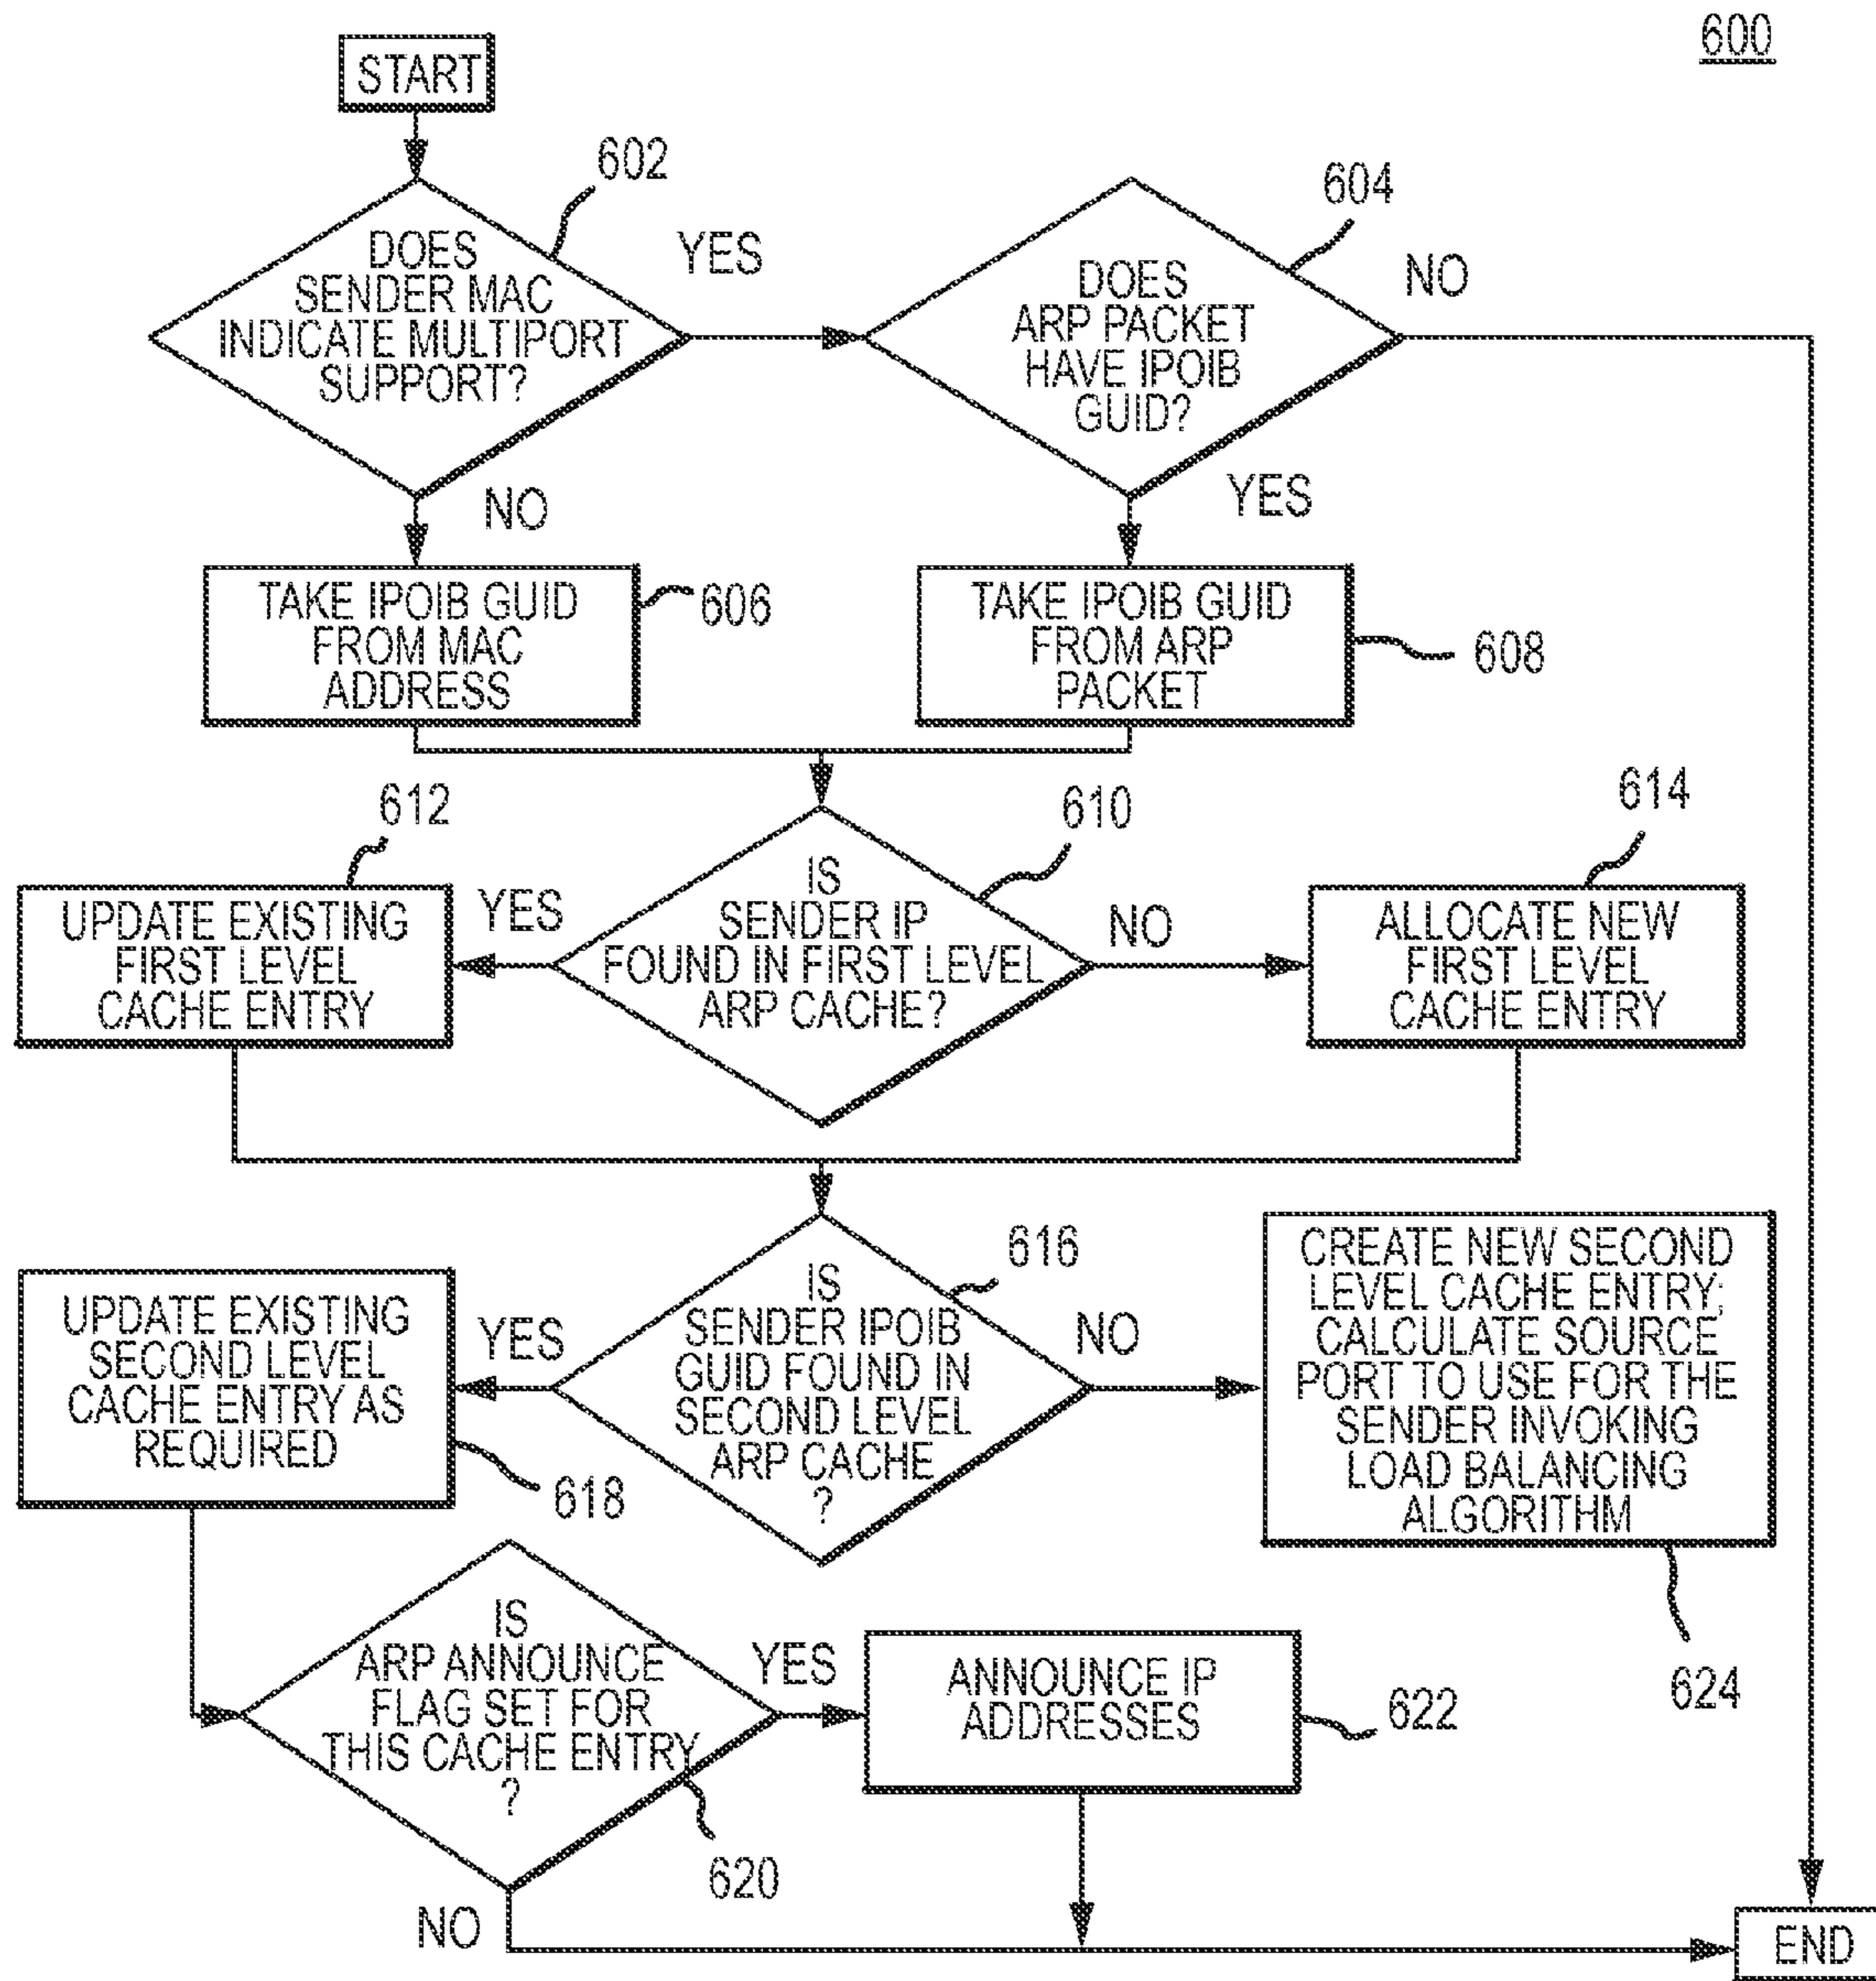 600
START
602
DOES
SENDER MAC
INDICATE MULTIPORT
SUPPORT?
YES
604
DOES
ARP PACKET
HAVE IPOIB
GUID?
NO
NO
YES
TAKE IPOIB GUID
FROM MAC
ADDRESS
606
TAKE IPOIB GUID
FROM ARP
PACKET
608
612
610
614
UPDATE EXISTING
FIRST LEVEL
CACHE ENTRY
YES
IS
SENDER IP
FOUND IN FIRST LEVEL
ARP CACHE?
NO
ALLOCATE NEW
FIRST LEVEL
CACHE ENTRY
616
UPDATE EXISTING
SECOND LEVEL
CACHE ENTRY AS
REQUIRED
618
YES
IS
SENDER IPOIB
GUID FOUND IN
SECOND LEVEL
ARP CACHE
?
NO
CREATE NEW SECOND
LEVEL CACHE ENTRY;
CALCULATE SOURCE
PORT TO USE FOR THE
SENDER INVOKING
LOAD BALANCING
ALGORITHM
624
IS
ARP ANNOUNCE
FLAG SET FOR
THIS CACHE ENTRY
?
620
YES
ANNOUNCE IP
ADDRESSES
622
NO
END